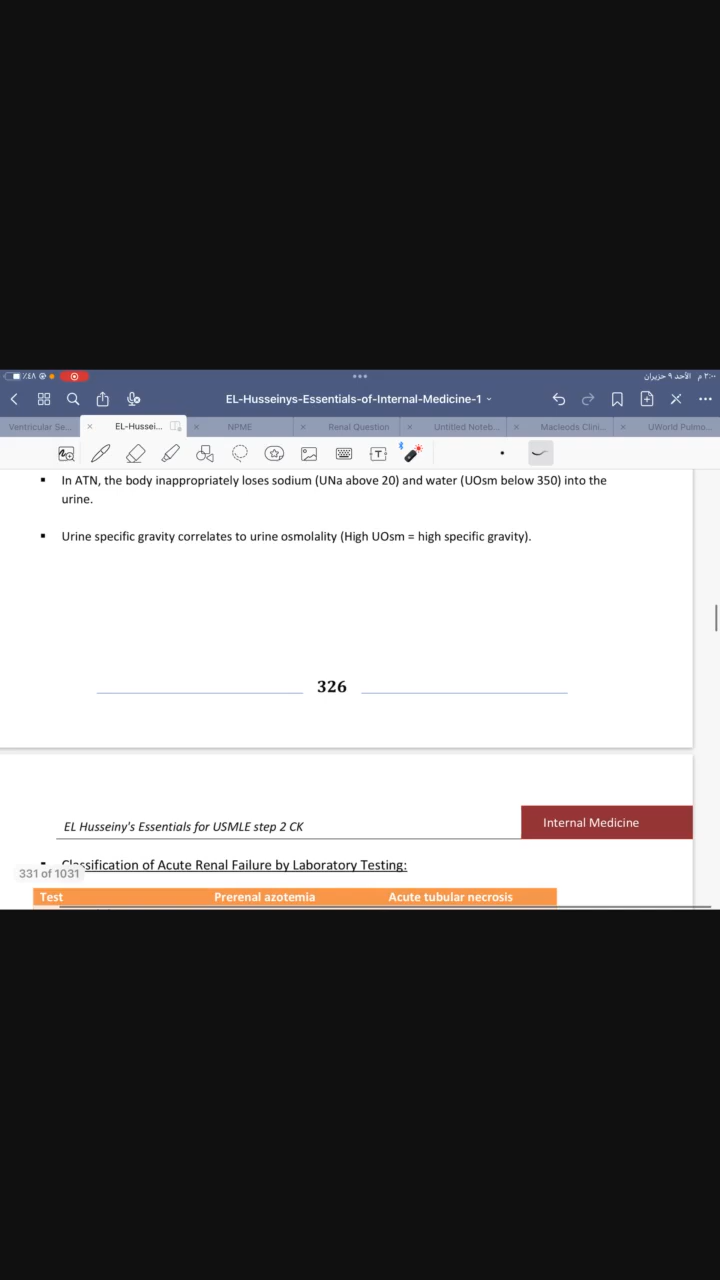 ٪٤٨
٣:٠٠ م الأحد ٩ حزيران
EL-Husseinys-Essentials-of-Internal-Medicine-1
Ventricular Se...
EL-Hussei...
NPME
Renal Question
Untitled Noteb...
Macleods Clini...
UWorld Pulmo...
▪ In ATN, the body inappropriately loses sodium (UNa above 20) and water (UOsm below 350) into the
urine.
▪ Urine specific gravity correlates to urine osmolality (High UOsm = high specific gravity).
326
EL Husseiny's Essentials for USMLE step 2 CK
Internal Medicine
Classification of Acute Renal Failure by Laboratory Testing:
331 of 1031
Test Prerenal azotemia Acute tubular necrosis